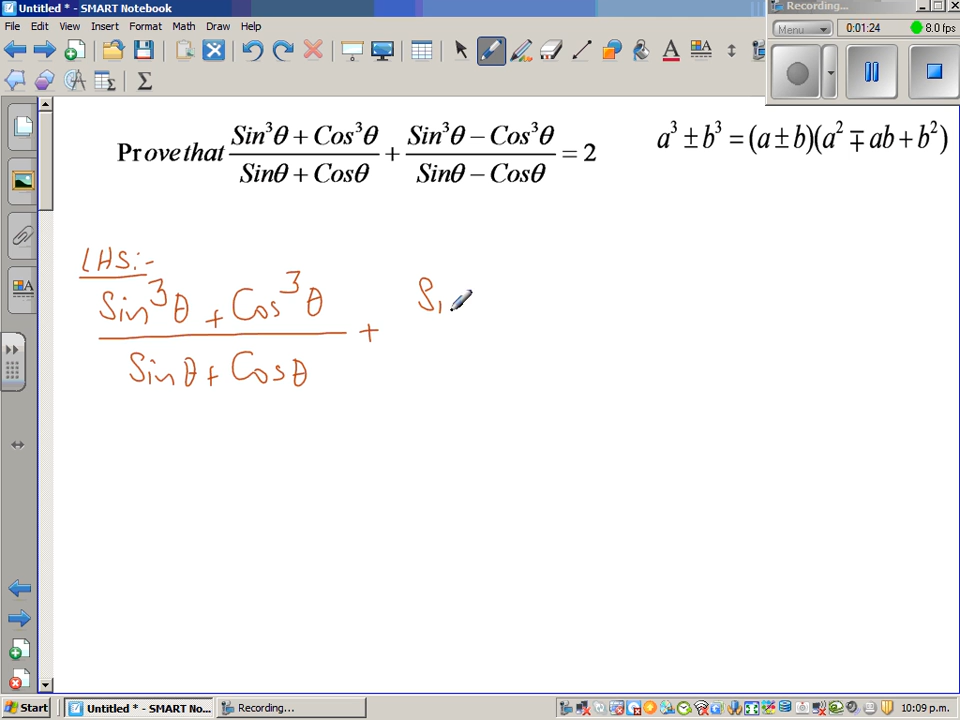 Untitled * - SMART Notebook
Recording...
File Edit View Insert Format Math Draw Help
Menu 0:01:24 8.0 fps
Prove that (Sin³θ + Cos³θ)/(Sinθ + Cosθ) + (Sin³θ − Cos³θ)/(Sinθ − Cosθ) = 2
a³ ± b³ = (a ± b)(a² ∓ ab + b²)
LHS:-
(Sin³θ + Cos³θ)/(Sinθ + Cosθ) + Si
Start Untitled * - SMART No... Recording... 10:09 p.m.